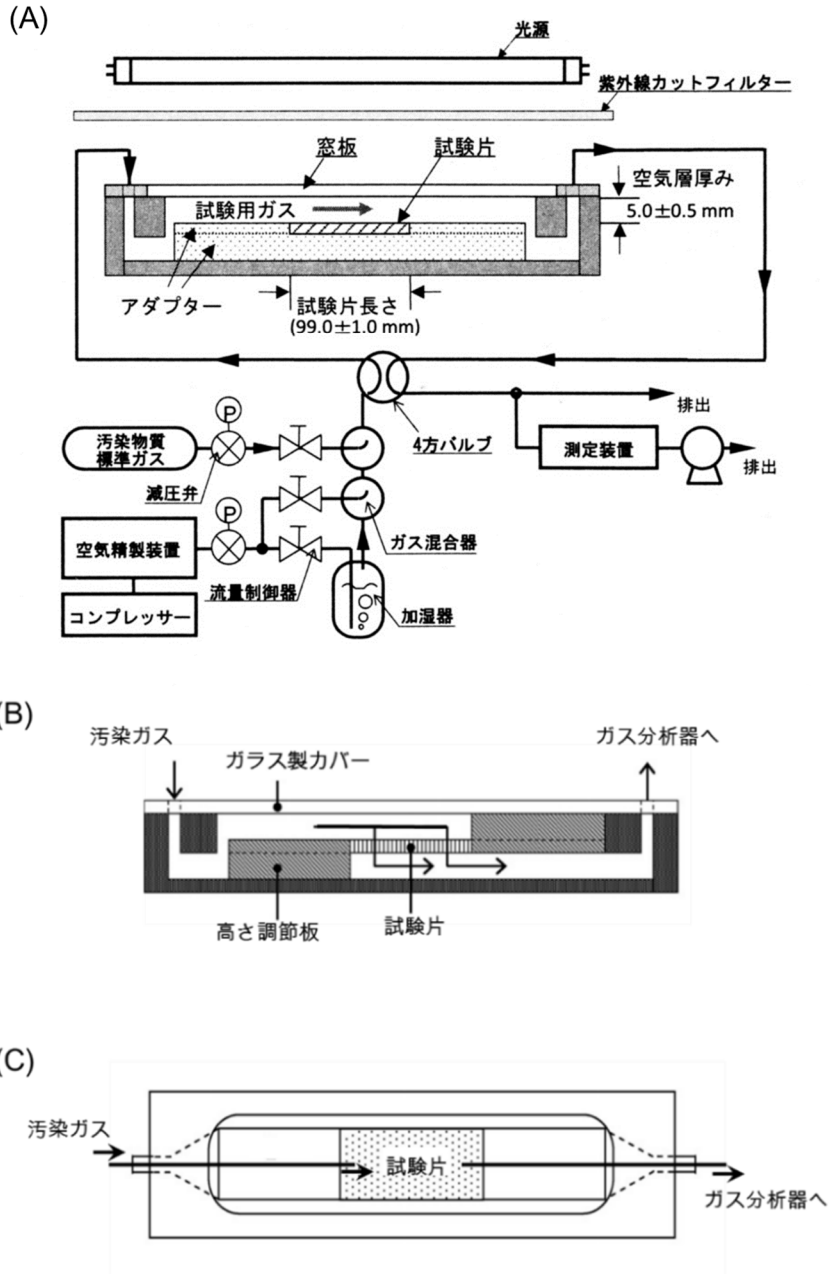 (A)
光源
紫外線カットフィルター
窓板
試験片
空気層厚み
5.0±0.5 mm
試験用ガス
アダプター
試験片長さ
(99.0±1.0 mm)
4方バルブ
排出
P
汚染物質
標準ガス
測定装置
排出
減圧弁
P
ガス混合器
空気精製装置
流量制御器
コンプレッサー
加湿器
(B)
汚染ガス
ガス分析器へ
ガラス製カバー
高さ調節板
試験片
(C)
汚染ガス
試験片
ガス分析器へ